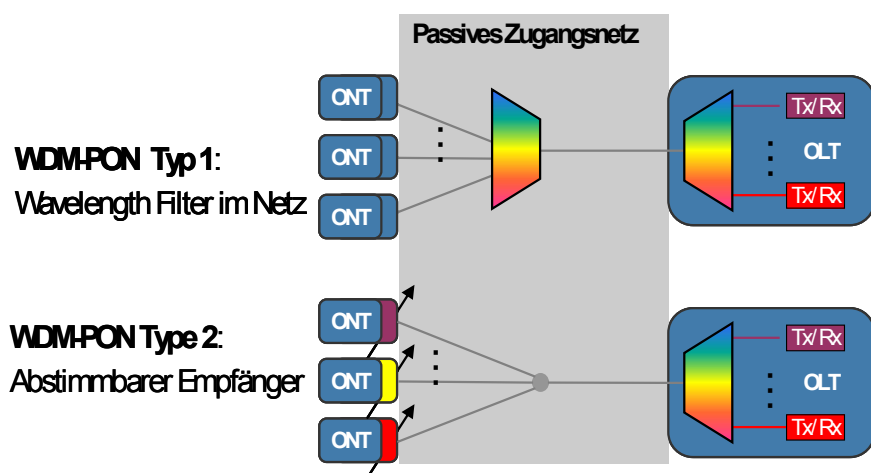 Passives Zugangsnetz
ONT
ONT
ONT
WDM-PON Typ 1:
Wavelength Filter im Netz
Tx/Rx
OLT
Tx/Rx
ONT
ONT
ONT
WDM-PON Type 2:
Abstimmbarer Empfänger
Tx/Rx
OLT
Tx/Rx